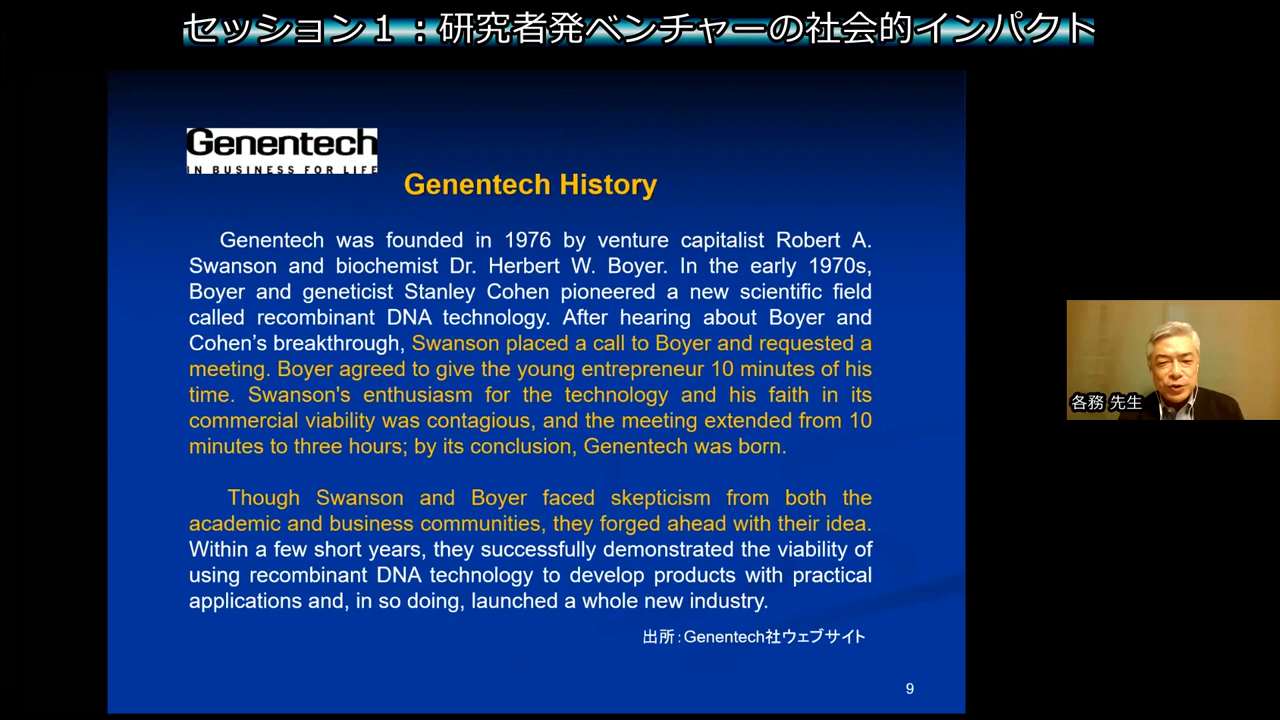 セッション１：研究者発ベンチャーの社会的インパクト
Genentech
IN BUSINESS FOR LIFE
Genentech History
Genentech was founded in 1976 by venture capitalist Robert A.
Swanson and biochemist Dr. Herbert W. Boyer. In the early 1970s,
Boyer and geneticist Stanley Cohen pioneered a new scientific field
called recombinant DNA technology. After hearing about Boyer and
Cohen’s breakthrough, Swanson placed a call to Boyer and requested a
meeting. Boyer agreed to give the young entrepreneur 10 minutes of his
time. Swanson's enthusiasm for the technology and his faith in its
commercial viability was contagious, and the meeting extended from 10
minutes to three hours; by its conclusion, Genentech was born.
Though Swanson and Boyer faced skepticism from both the
academic and business communities, they forged ahead with their idea.
Within a few short years, they successfully demonstrated the viability of
using recombinant DNA technology to develop products with practical
applications and, in so doing, launched a whole new industry.
出所：Genentech社ウェブサイト
9
各務 先生